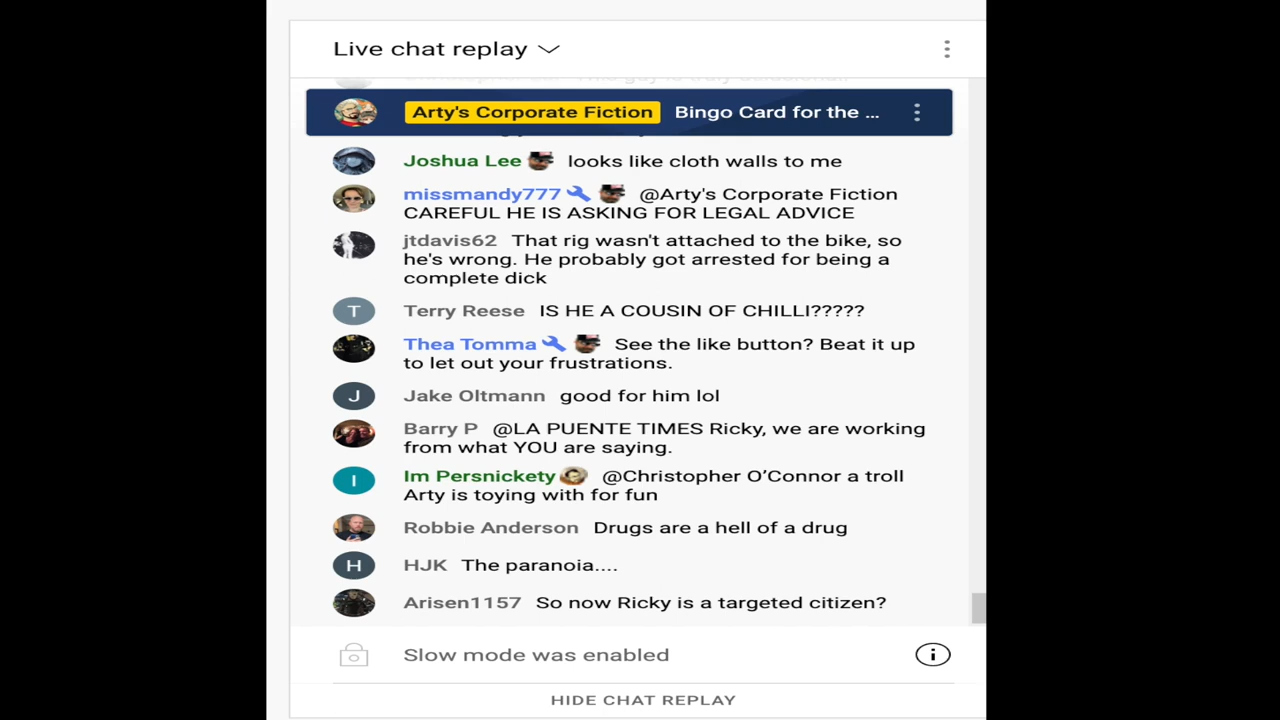 Live chat replay
Arty's Corporate Fiction Bingo Card for the ...
Joshua Lee looks like cloth walls to me
missmandy777 @Arty's Corporate Fiction
CAREFUL HE IS ASKING FOR LEGAL ADVICE
jtdavis62 That rig wasn't attached to the bike, so
he's wrong. He probably got arrested for being a
complete dick
T Terry Reese IS HE A COUSIN OF CHILLI?????
Thea Tomma See the like button? Beat it up
to let out your frustrations.
J Jake Oltmann good for him lol
Barry P @LA PUENTE TIMES Ricky, we are working
from what YOU are saying.
I Im Persnickety @Christopher O’Connor a troll
Arty is toying with for fun
Robbie Anderson Drugs are a hell of a drug
H HJK The paranoia....
Arisen1157 So now Ricky is a targeted citizen?
Slow mode was enabled
HIDE CHAT REPLAY